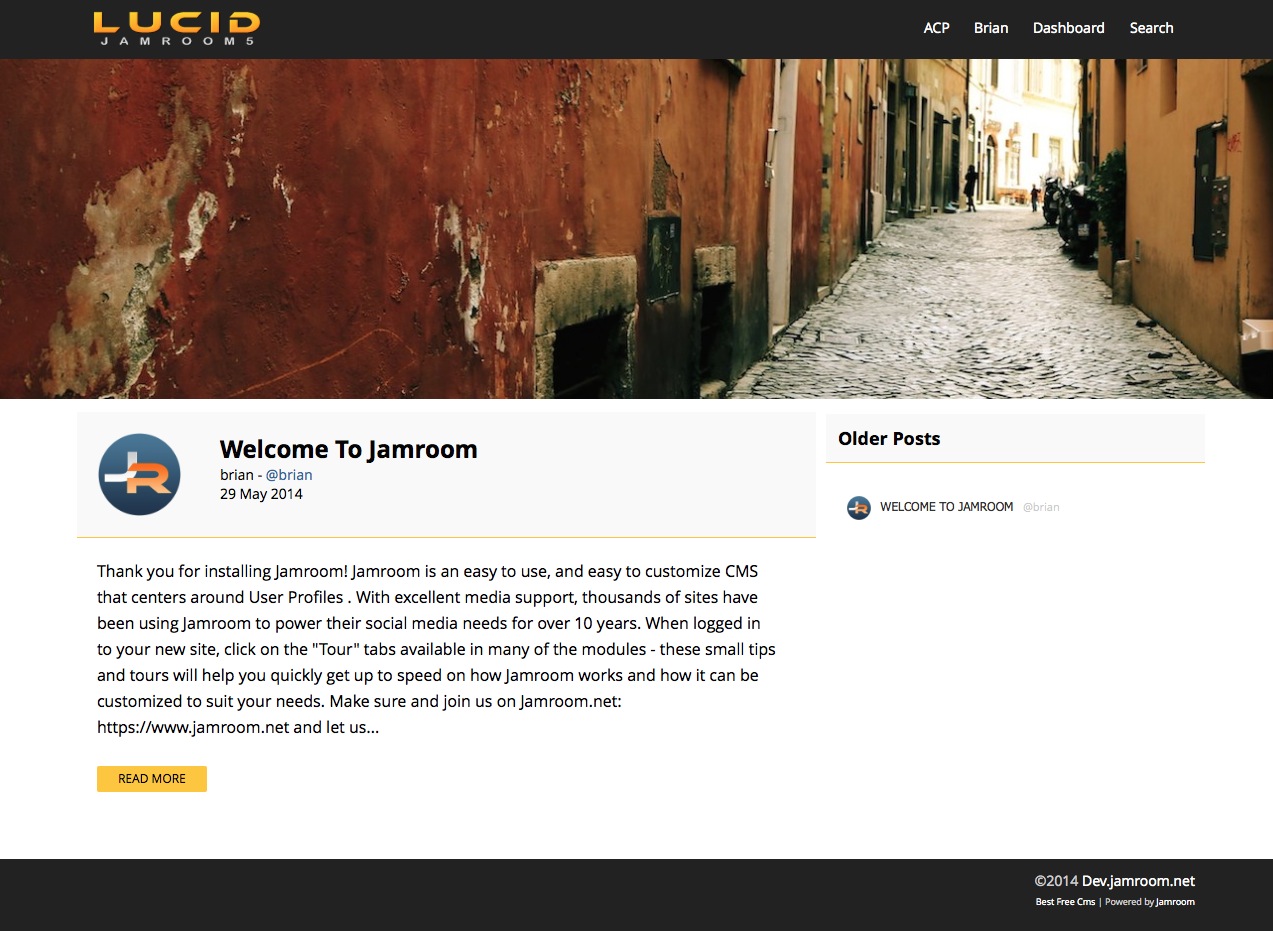 LUCID
JAMROOM5
ACP Brian Dashboard Search
Welcome To Jamroom
brian - @brian
29 May 2014
Thank you for installing Jamroom! Jamroom is an easy to use, and easy to customize CMS
that centers around User Profiles . With excellent media support, thousands of sites have
been using Jamroom to power their social media needs for over 10 years. When logged in
to your new site, click on the "Tour" tabs available in many of the modules - these small tips
and tours will help you quickly get up to speed on how Jamroom works and how it can be
customized to suit your needs. Make sure and join us on Jamroom.net:
https://www.jamroom.net and let us...
READ MORE
Older Posts
WELCOME TO JAMROOM @brian
©2014 Dev.jamroom.net
Best Free Cms | Powered by Jamroom